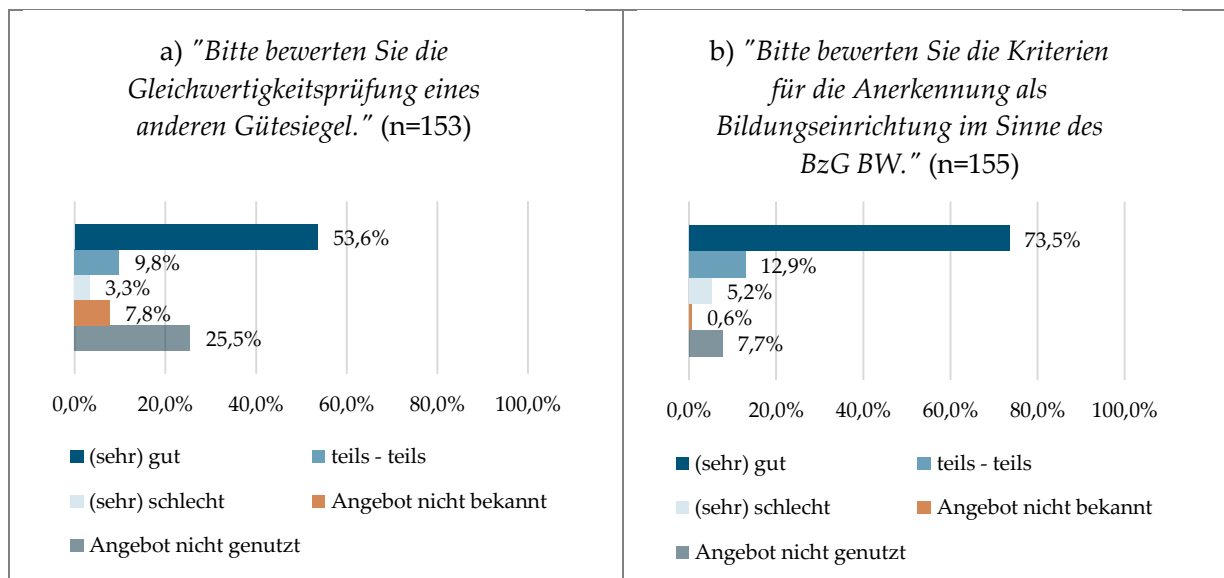 a) "Bitte bewerten Sie die
Gleichwertigkeitsprüfung eines
anderen Gütesiegel." (n=153)
53,6%
9,8%
3,3%
7,8%
25,5%
0,0% 20,0% 40,0% 60,0% 80,0% 100,0%
(sehr) gut teils - teils
(sehr) schlecht Angebot nicht bekannt
Angebot nicht genutzt
b) "Bitte bewerten Sie die Kriterien
für die Anerkennung als
Bildungseinrichtung im Sinne des
BzG BW." (n=155)
73,5%
12,9%
5,2%
0,6%
7,7%
0,0% 20,0% 40,0% 60,0% 80,0% 100,0%
(sehr) gut teils - teils
(sehr) schlecht Angebot nicht bekannt
Angebot nicht genutzt